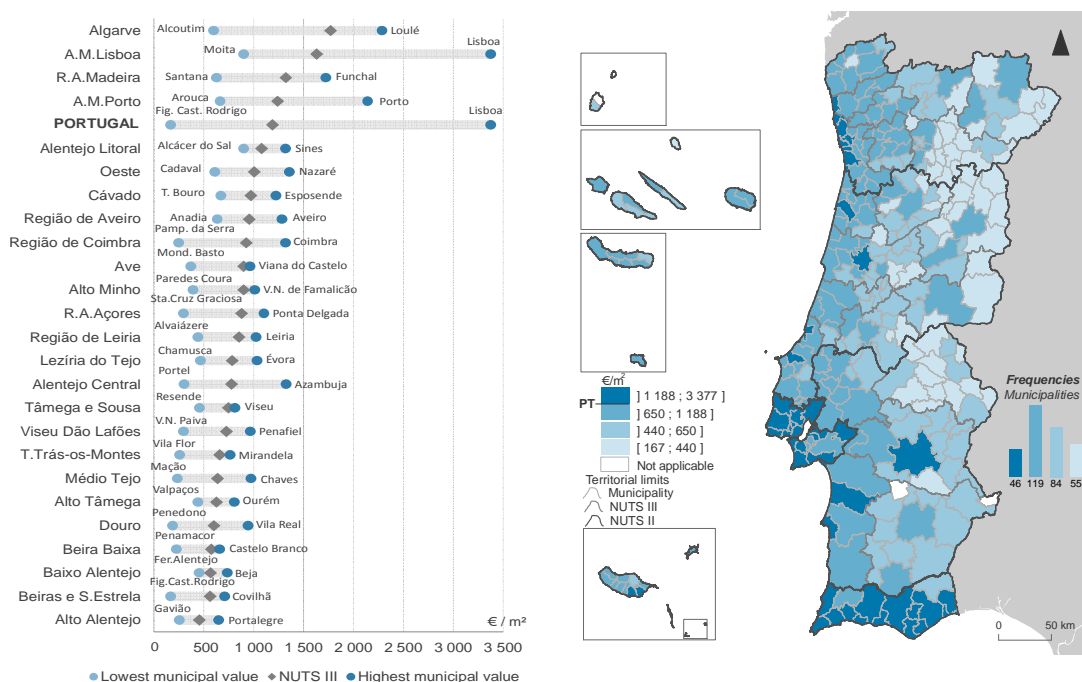 Algarve
Alcoutim
Loulé
A.M.Lisboa
Moita
Lisboa
R.A.Madeira
Santana
Funchal
A.M.Porto
Arouca
Porto
PORTUGAL
Fig. Cast. Rodrigo
Lisboa
Alentejo Litoral
Alcácer do Sal
Sines
Oeste
Cadaval
Nazaré
Cávado
T. Bouro
Esposende
Região de Aveiro
Anadia
Aveiro
Região de Coimbra
Pamp. da Serra
Coimbra
Ave
Mond. Basto
Viana do Castelo
Alto Minho
Paredes Coura
V.N. de Famalicão
R.A.Açores
Sta.Cruz Graciosa
Ponta Delgada
Região de Leiria
Alvaiázere
Leiria
Lezíria do Tejo
Chamusca
Évora
Alentejo Central
Portel
Azambuja
Tâmega e Sousa
Resende
Viseu
Viseu Dão Lafões
V.N. Paiva
Penafiel
T.Trás-os-Montes
Vila Flor
Mirandela
Médio Tejo
Mação
Chaves
Alto Tâmega
Valpaços
Ourém
Douro
Penedono
Vila Real
Beira Baixa
Penamacor
Castelo Branco
Baixo Alentejo
Fer.Alentejo
Beja
Beiras e S.Estrela
Fig.Cast.Rodrigo
Covilhã
Alto Alentejo
Gavião
Portalegre
€ / m²
0 500 1 000 1 500 2 000 2 500 3 000 3 500
Lowest municipal value NUTS III Highest municipal value
€/m²
PT
] 1 188 ; 3 377 ]
] 650 ; 1 188 ]
] 440 ; 650 ]
[ 167 ; 440 ]
Not applicable
Territorial limits
Municipality
NUTS III
NUTS II
Frequencies
Municipalities
46 119 84 55
0 50 km